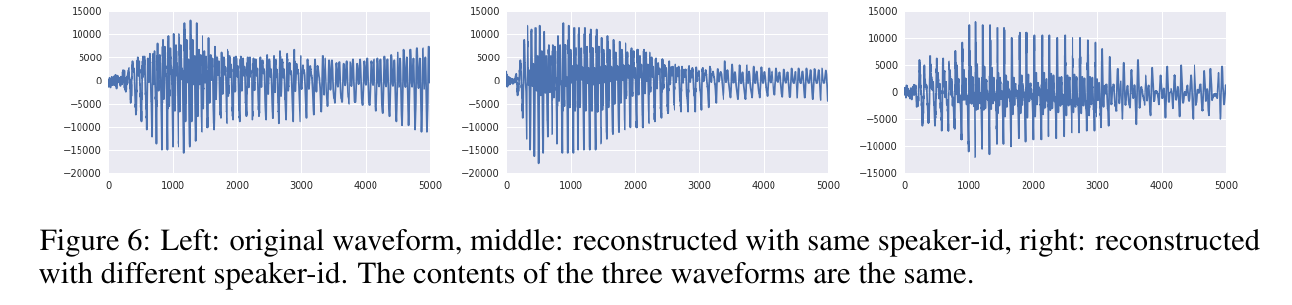 15000 15000 15000
10000 10000 10000
5000 5000 5000
0 0 0
−5000 −5000 −5000
−10000 −10000 −10000
−15000 −15000 −15000
−20000 −20000
0 1000 2000 3000 4000 5000 0 1000 2000 3000 4000 5000 0 1000 2000 3000 4000 5000
Figure 6: Left: original waveform, middle: reconstructed with same speaker-id, right: reconstructed
with different speaker-id. The contents of the three waveforms are the same.